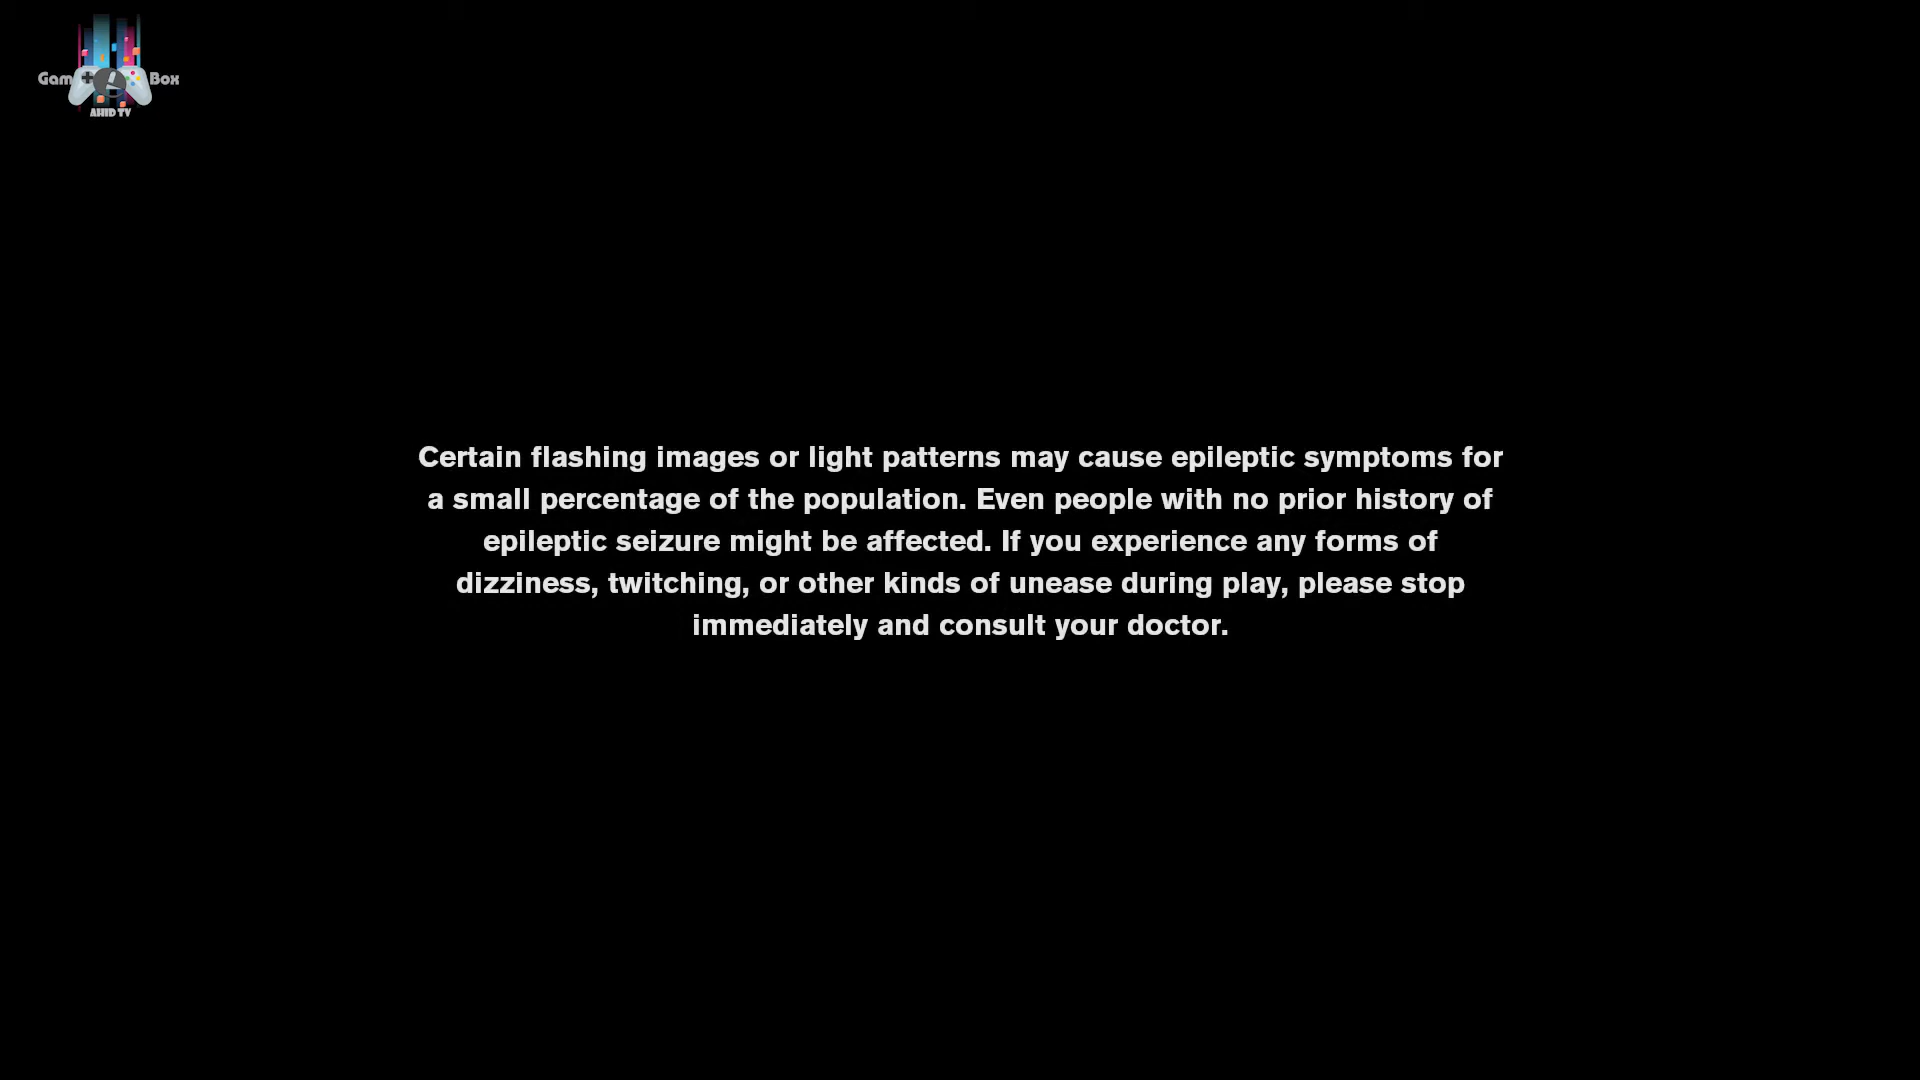 Gam Box
AHID TV
Certain flashing images or light patterns may cause epileptic symptoms for
a small percentage of the population. Even people with no prior history of
epileptic seizure might be affected. If you experience any forms of
dizziness, twitching, or other kinds of unease during play, please stop
immediately and consult your doctor.